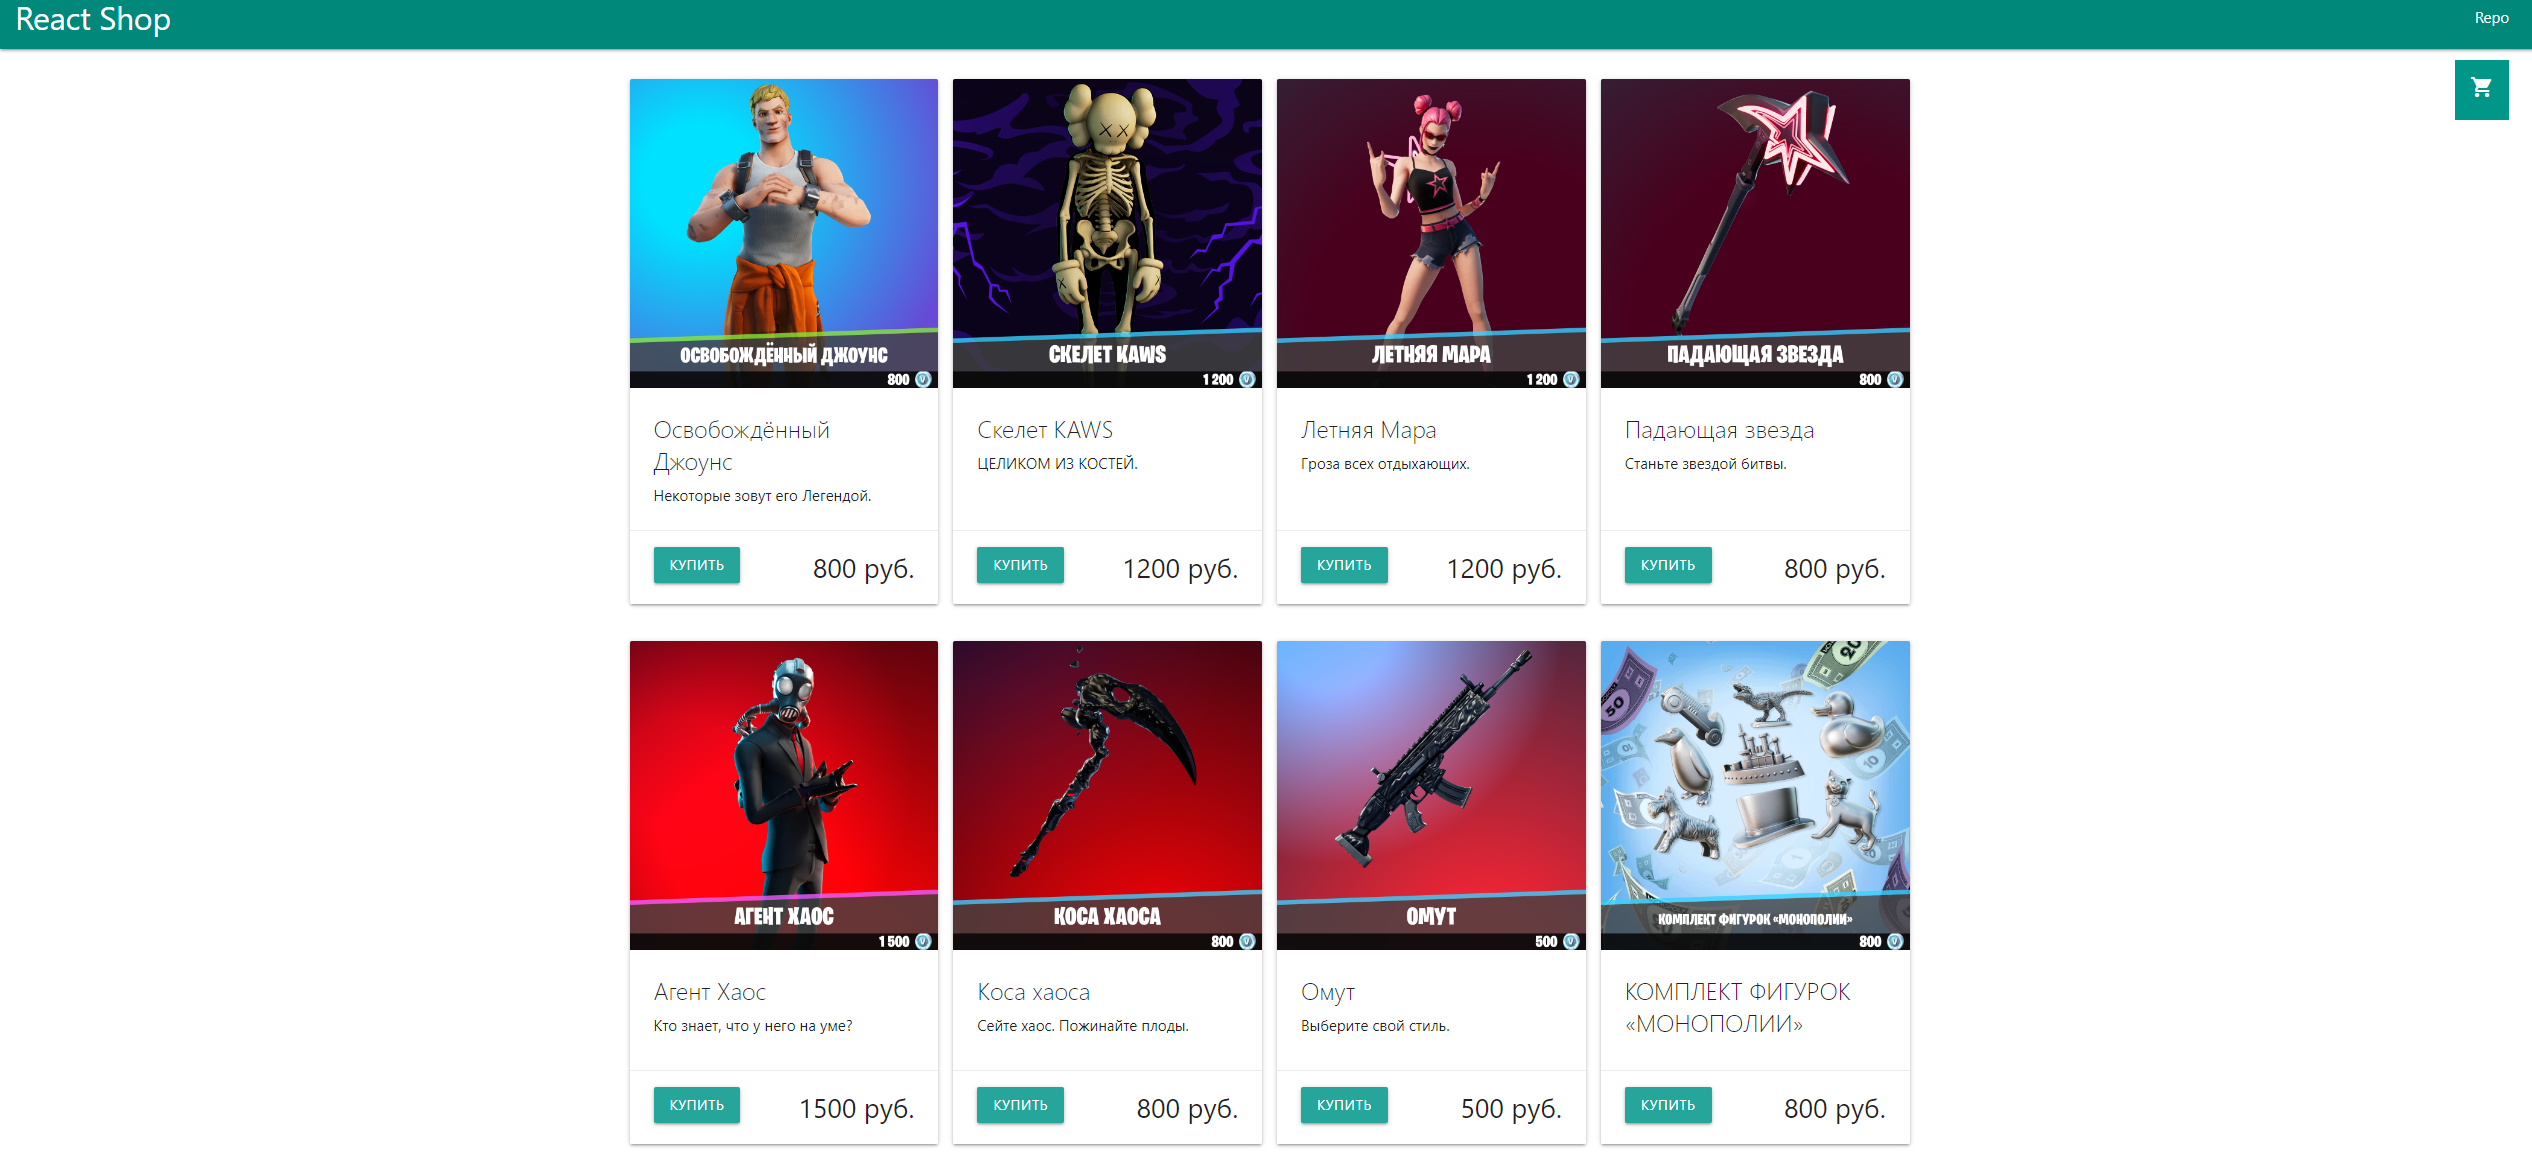 React Shop
Repo
ОСВОБОЖДЁННЫЙ ДЖОУНС
800
СКЕЛЕТ KAWS
1 200
ЛЕТНЯЯ МАРА
1 200
ПАДАЮЩАЯ ЗВЕЗДА
800
Освобождённый
Джоунс
Некоторые зовут его Легендой.
КУПИТЬ
800 руб.
Скелет KAWS
ЦЕЛИКОМ ИЗ КОСТЕЙ.
КУПИТЬ
1200 руб.
Летняя Мара
Гроза всех отдыхающих.
КУПИТЬ
1200 руб.
Падающая звезда
Станьте звездой битвы.
КУПИТЬ
800 руб.
АГЕНТ ХАОС
1 500
КОСА ХАОСА
800
ОМУТ
500
50
20
10
КОМПЛЕКТ ФИГУРОК «МОНОПОЛИИ»
800
Агент Хаос
Кто знает, что у него на уме?
КУПИТЬ
1500 руб.
Коса хаоса
Сейте хаос. Пожинайте плоды.
КУПИТЬ
800 руб.
Омут
Выберите свой стиль.
КУПИТЬ
500 руб.
КОМПЛЕКТ ФИГУРОК
«МОНОПОЛИИ»
КУПИТЬ
800 руб.